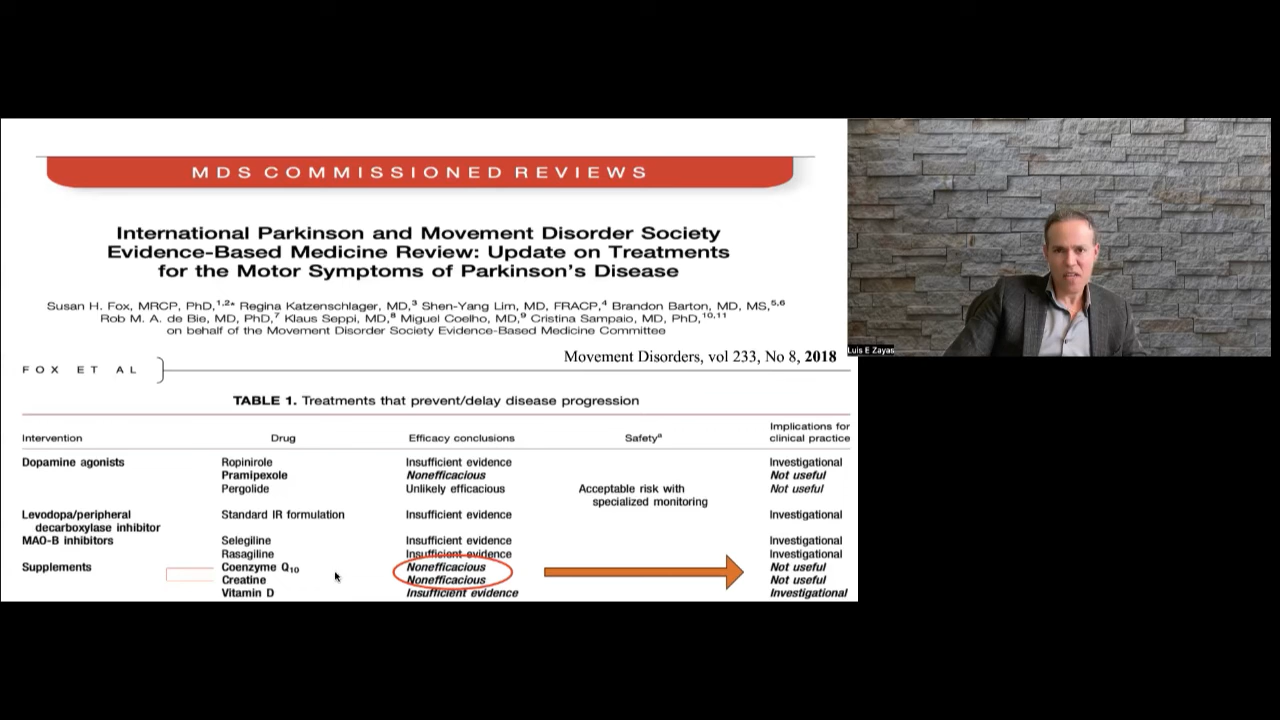 MDS COMMISSIONED REVIEWS
International Parkinson and Movement Disorder Society
Evidence-Based Medicine Review: Update on Treatments
for the Motor Symptoms of Parkinson's Disease
Susan H. Fox, MRCP, PhD,1,2* Regina Katzenschlager, MD,3 Shen-Yang Lim, MD, FRACP,4 Brandon Barton, MD, MS,5,6
Rob M. A. de Bie, MD, PhD,7 Klaus Seppi, MD,8 Miguel Coelho, MD,9 Cristina Sampaio, MD, PhD,10,11
on behalf of the Movement Disorder Society Evidence-Based Medicine Committee
Movement Disorders, vol 233, No 8, 2018
FOX ET AL
TABLE 1. Treatments that prevent/delay disease progression
Intervention Drug Efficacy conclusions Safetya Implications for
clinical practice
Dopamine agonists Ropinirole Insufficient evidence Investigational
Pramipexole Nonefficacious Not useful
Pergolide Unlikely efficacious Acceptable risk with Not useful
specialized monitoring
Levodopa/peripheral Standard IR formulation Insufficient evidence Investigational
decarboxylase inhibitor
MAO-B inhibitors Selegiline Insufficient evidence Investigational
Rasagiline Insufficient evidence Investigational
Supplements Coenzyme Q10 Nonefficacious Not useful
Creatine Nonefficacious Not useful
Vitamin D Insufficient evidence Investigational
Luis E Zayas